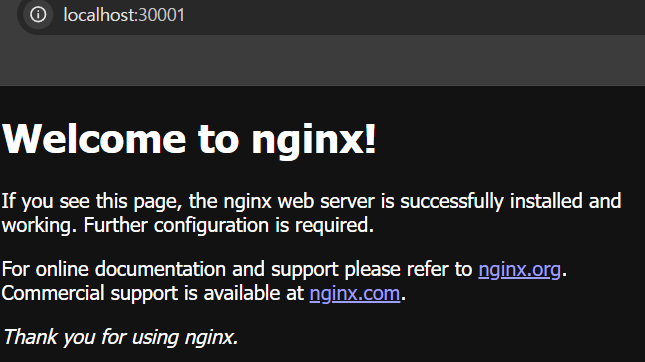 localhost:30001
Welcome to nginx!
If you see this page, the nginx web server is successfully installed and
working. Further configuration is required.
For online documentation and support please refer to nginx.org.
Commercial support is available at nginx.com.
Thank you for using nginx.